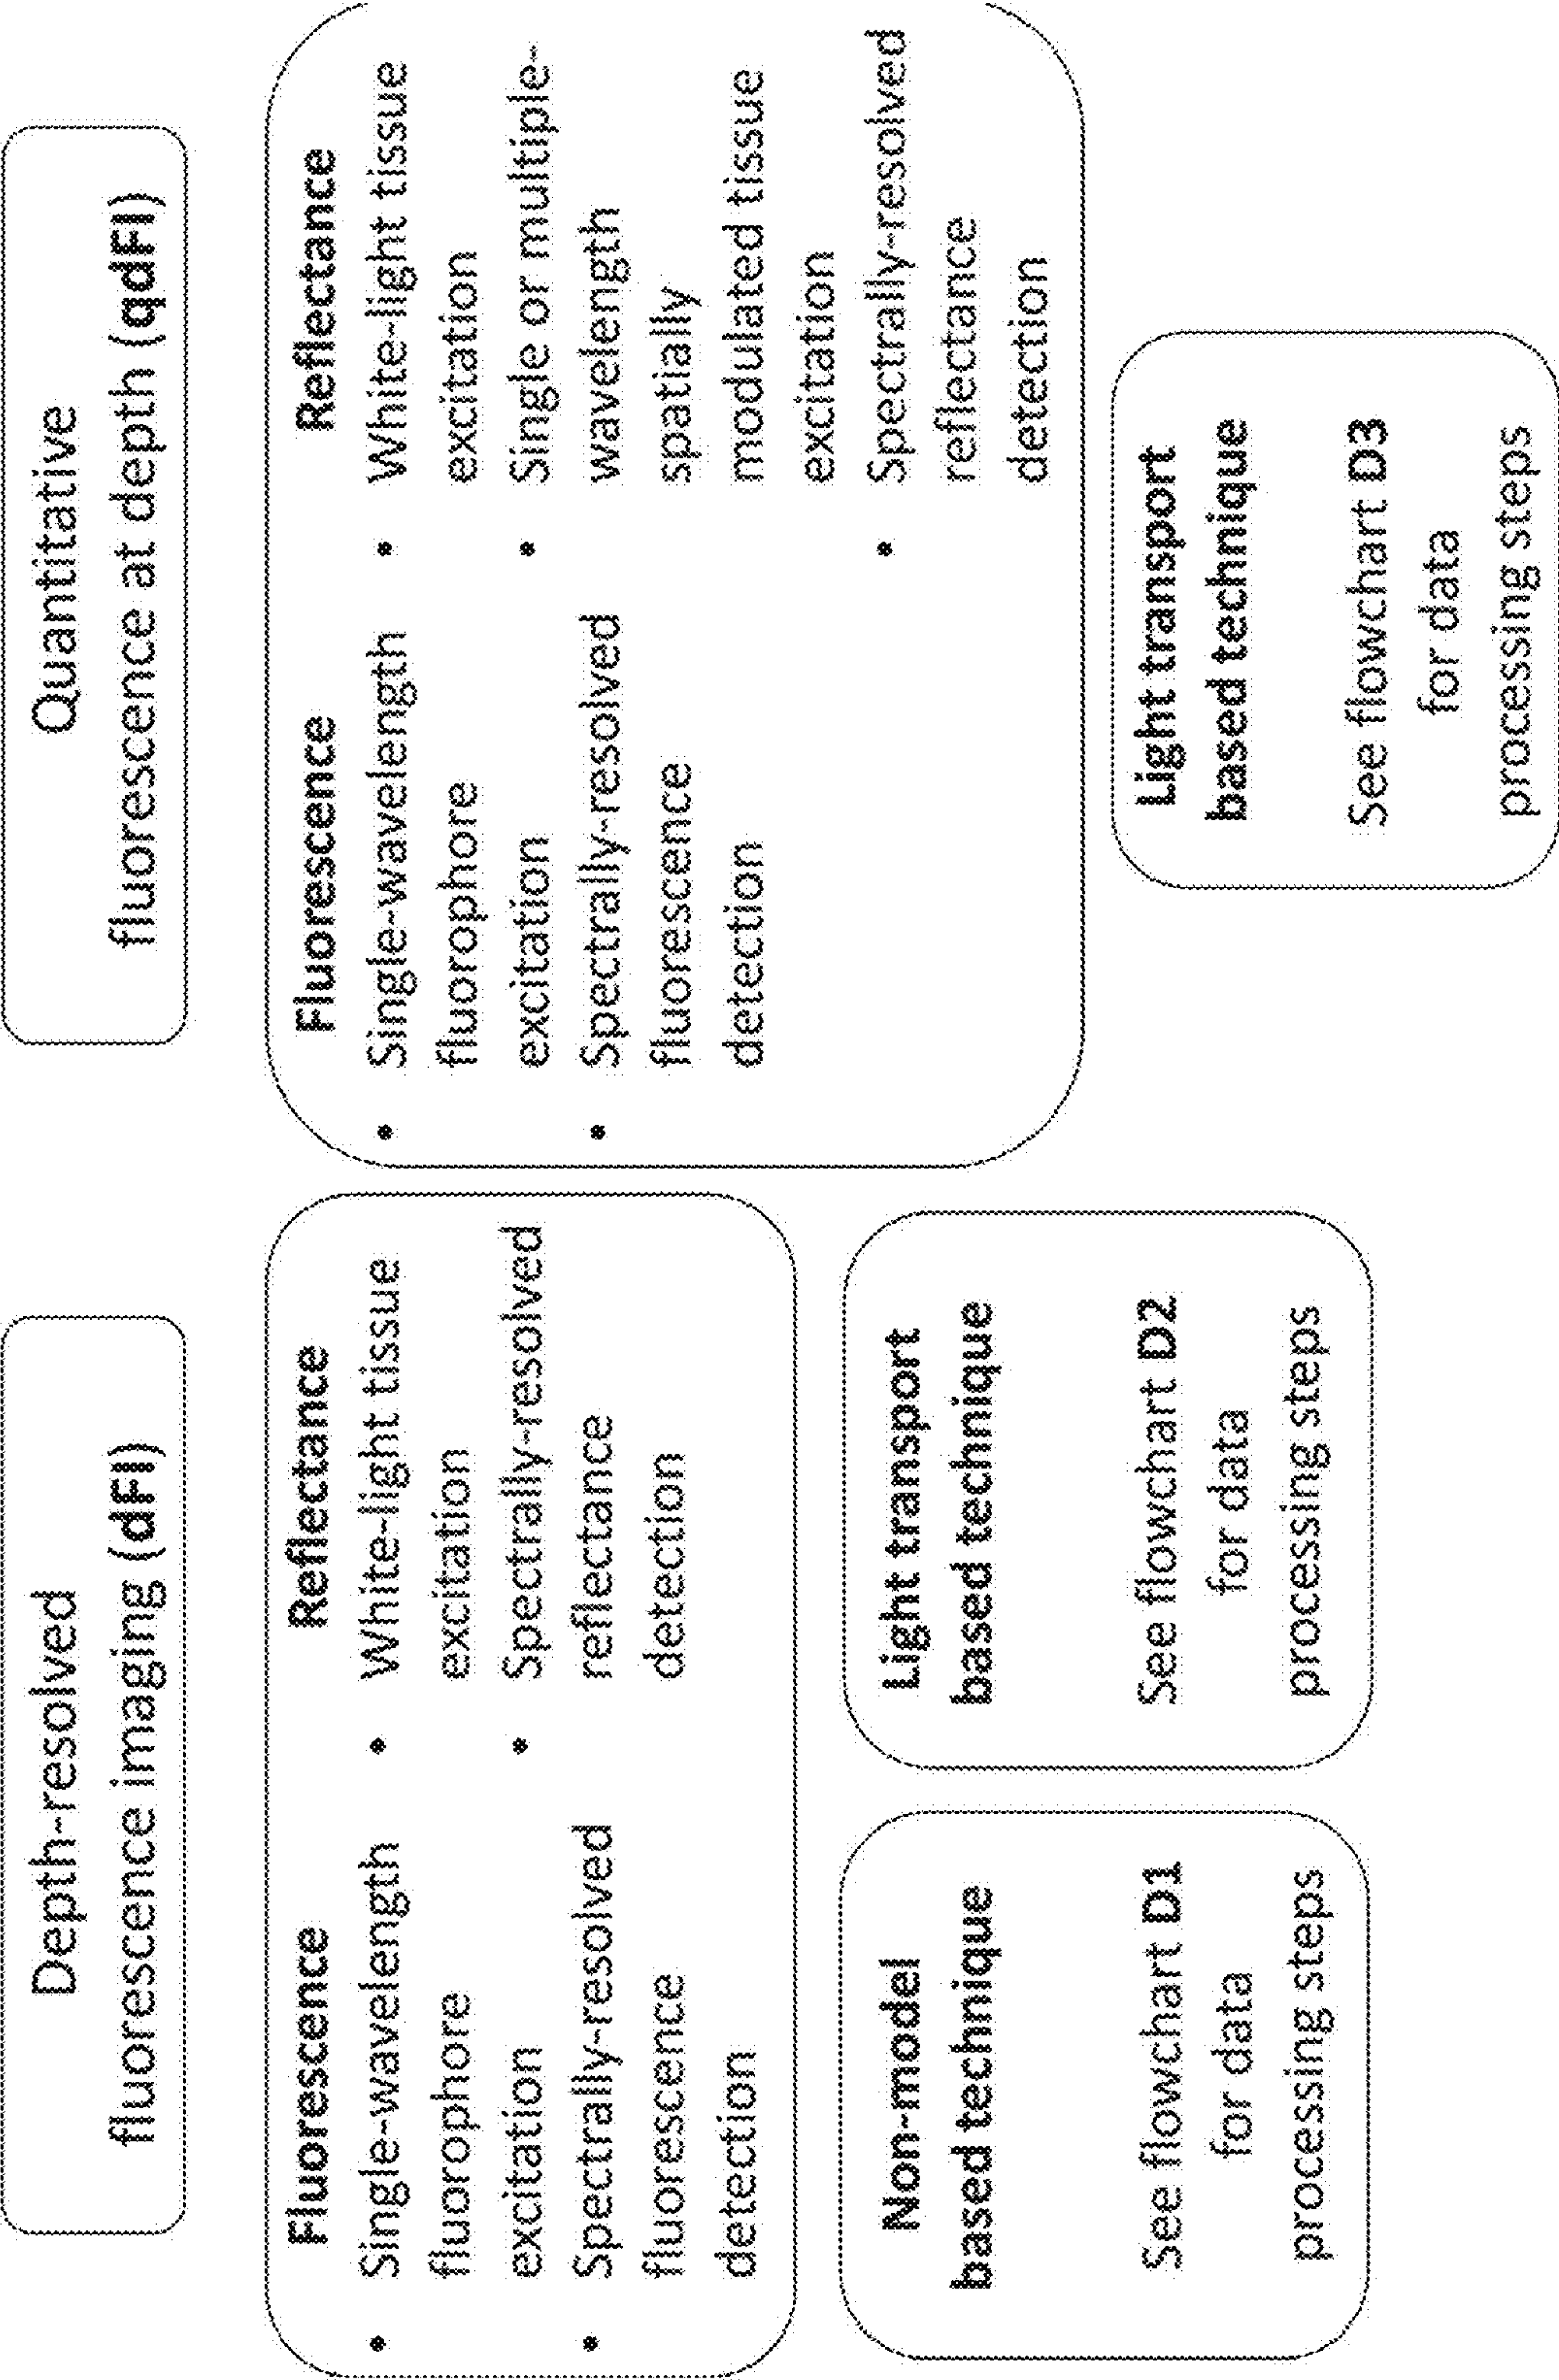 Depth-resolved
fluorescence imaging (dFI)
Fluorescence
• Single-wavelength
fluorophore
excitation
• Spectrally-resolved
fluorescence
detection
Reflectance
• White-light tissue
excitation
• Spectrally-resolved
reflectance
detection
Non-model
based technique
See flowchart D1
for data
processing steps
Light transport
based technique
See flowchart D2
for data
processing steps
Quantitative
fluorescence at depth (qdFI)
Fluorescence
• Single-wavelength
fluorophore
excitation
• Spectrally-resolved
fluorescence
detection
Reflectance
• White-light tissue
excitation
• Single or multiple-
wavelength
spatially
modulated tissue
excitation
• Spectrally-resolved
reflectance
detection
Light transport
based technique
See flowchart D3
for data
processing steps